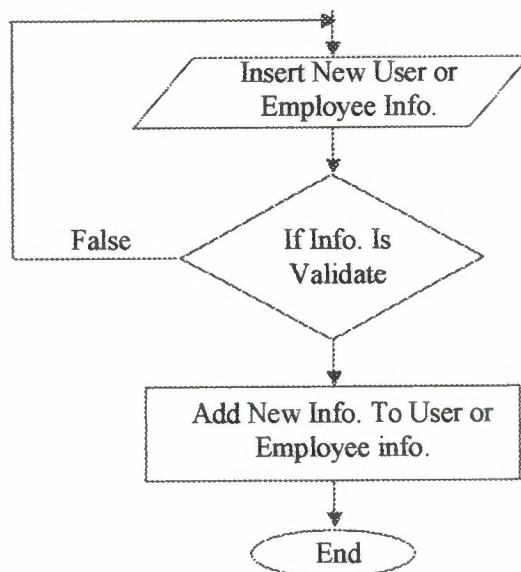 Insert New User or
Employee Info.
If Info. Is
Validate
False
Add New Info. To User or
Employee info.
End